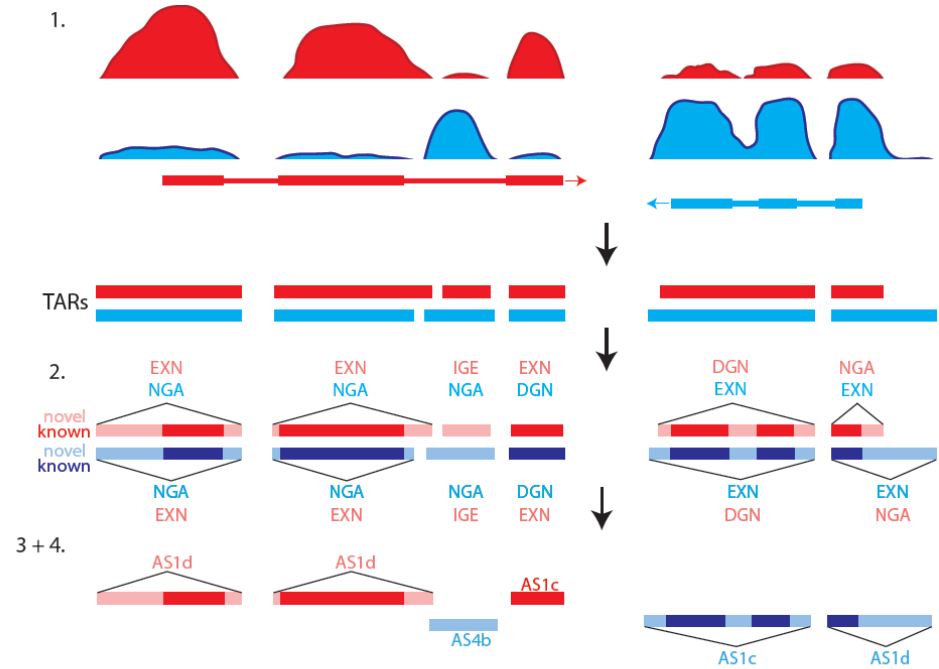 1.
TARs
2.
EXN EXN IGE EXN DGN NGA
NGA NGA NGA DGN EXN EXN
novel
known
novel
known
NGA NGA NGA DGN EXN EXN
EXN EXN IGE EXN DGN NGA
3 + 4.
AS1d AS1d AS1c
AS4b AS1c AS1d